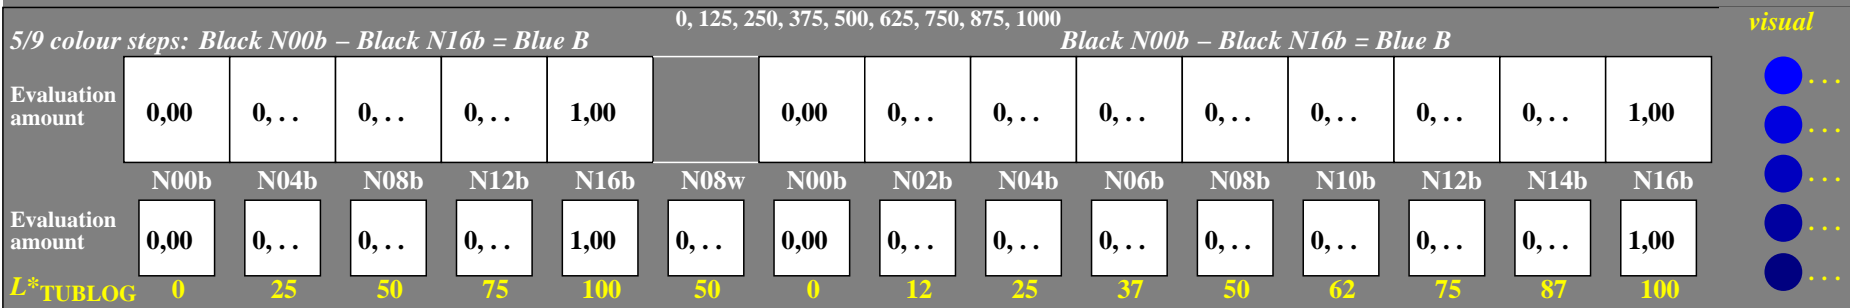 0, 125, 250, 375, 500, 625, 750, 875, 1000
visual
5/9 colour steps: Black N00b – Black N16b = Blue B Black N00b – Black N16b = Blue B
Evaluation amount 0,00 0, . . 0, . . 0, . . 1,00 0,00 0, . . 0, . . 0, . . 0, . . 0, . . 0, . . 0, . . 1,00
N00b N04b N08b N12b N16b N08w N00b N02b N04b N06b N08b N10b N12b N14b N16b
Evaluation amount 0,00 0, . . 0, . . 0, . . 1,00 0, . . 0,00 0, . . 0, . . 0, . . 0, . . 0, . . 0, . . 0, . . 1,00
L*TUBLOG 0 25 50 75 100 50 0 12 25 37 50 62 75 87 100
. . .
. . .
. . .
. . .
. . .